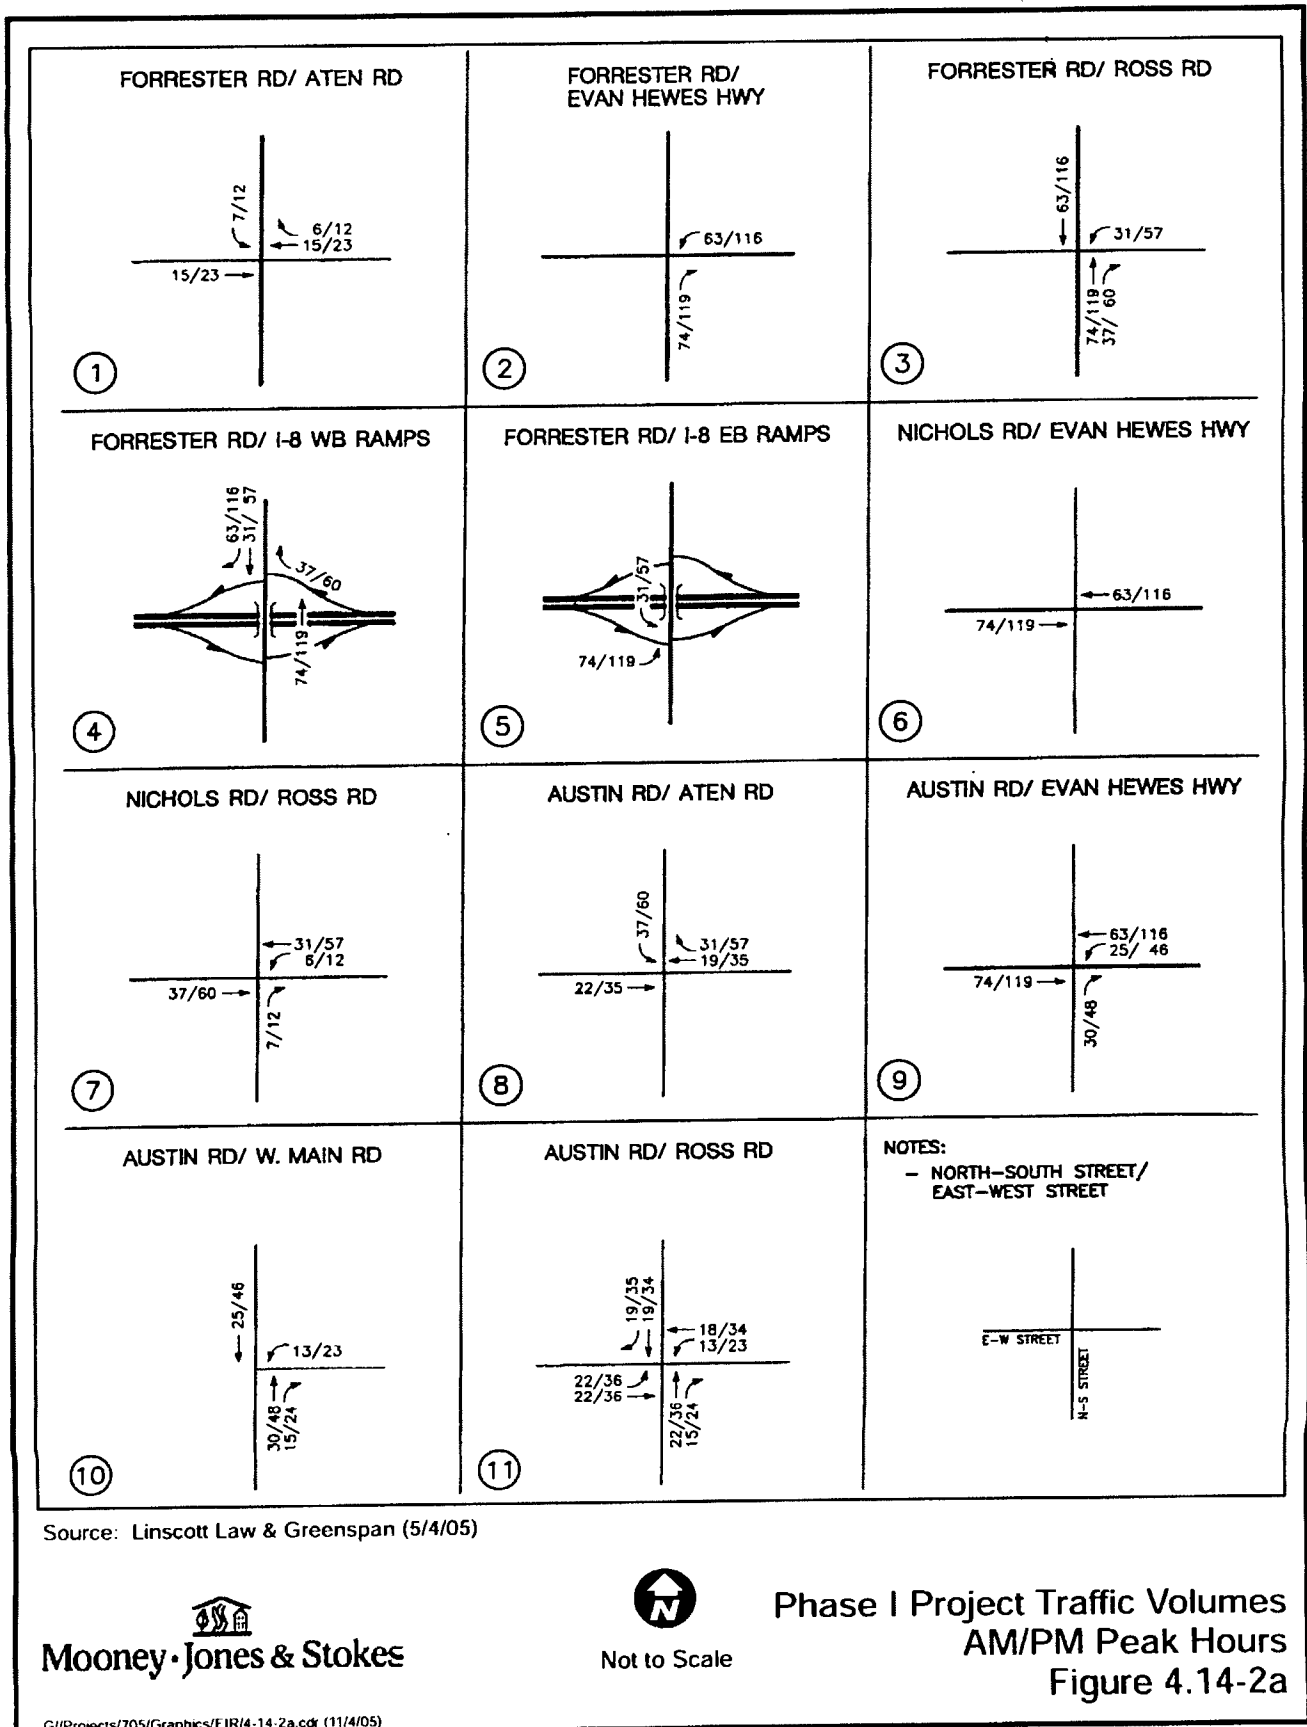 FORRESTER RD/ ATEN RD
7/12
6/12
15/23
15/23
1
FORRESTER RD/
EVAN HEWES HWY
63/116
74/119
2
FORRESTER RD/ ROSS RD
63/116
31/57
74/119
37/ 60
3
FORRESTER RD/ I-8 WB RAMPS
63/116
31/ 57
37/60
74/119
4
FORRESTER RD/ I-8 EB RAMPS
31/57
74/119
5
NICHOLS RD/ EVAN HEWES HWY
63/116
74/119
6
NICHOLS RD/ ROSS RD
31/57
6/12
37/60
7/12
7
AUSTIN RD/ ATEN RD
37/60
31/57
19/35
22/35
8
AUSTIN RD/ EVAN HEWES HWY
63/116
25/ 46
74/119
30/48
9
AUSTIN RD/ W. MAIN RD
25/46
13/23
30/48
15/24
10
AUSTIN RD/ ROSS RD
19/35
19/34
18/34
13/23
22/36
22/36
22/36
15/24
11
NOTES:
– NORTH–SOUTH STREET/
EAST–WEST STREET
E–W STREET
N–S STREET
Source: Linscott Law & Greenspan (5/4/05)
Mooney·Jones & Stokes
N
Not to Scale
Phase I Project Traffic Volumes
AM/PM Peak Hours
Figure 4.14-2a
G//Projects/705/Graphics/EIR/4-14-2a.cdr (11/4/05)